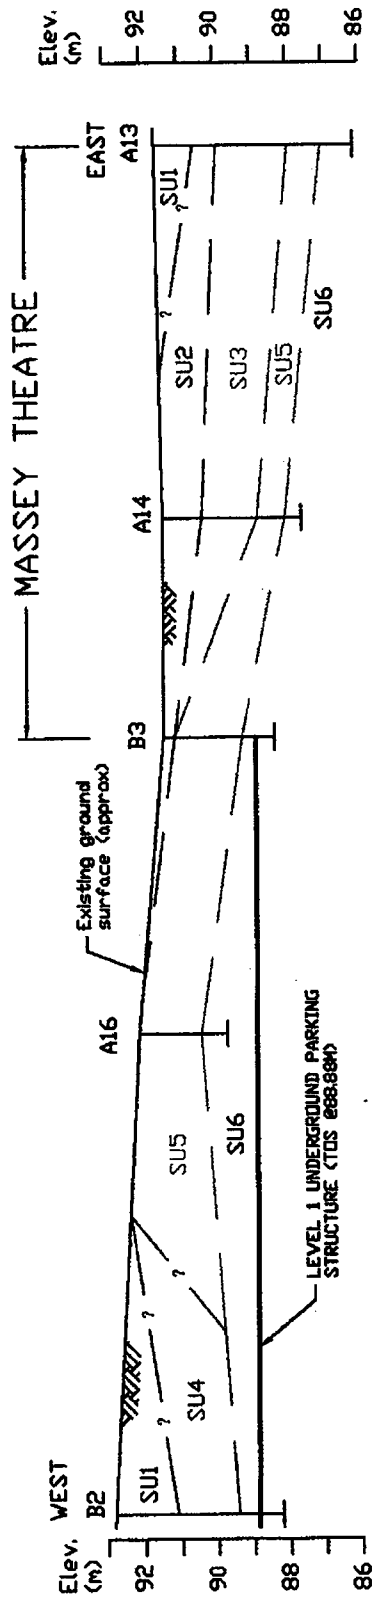 MASSEY THEATRE
WEST
EAST
Elev.
(m)
92
90
88
86
Elev.
(m)
92
90
88
86
B2
A16
B3
A14
A13
Existing ground
surface (approx)
SU1
?
?
?
SU4
SU5
SU6
SU1
?
?
SU2
SU3
SU5
SU6
LEVEL 1 UNDERGROUND PARKING
STRUCTURE (TOS @88.88M)